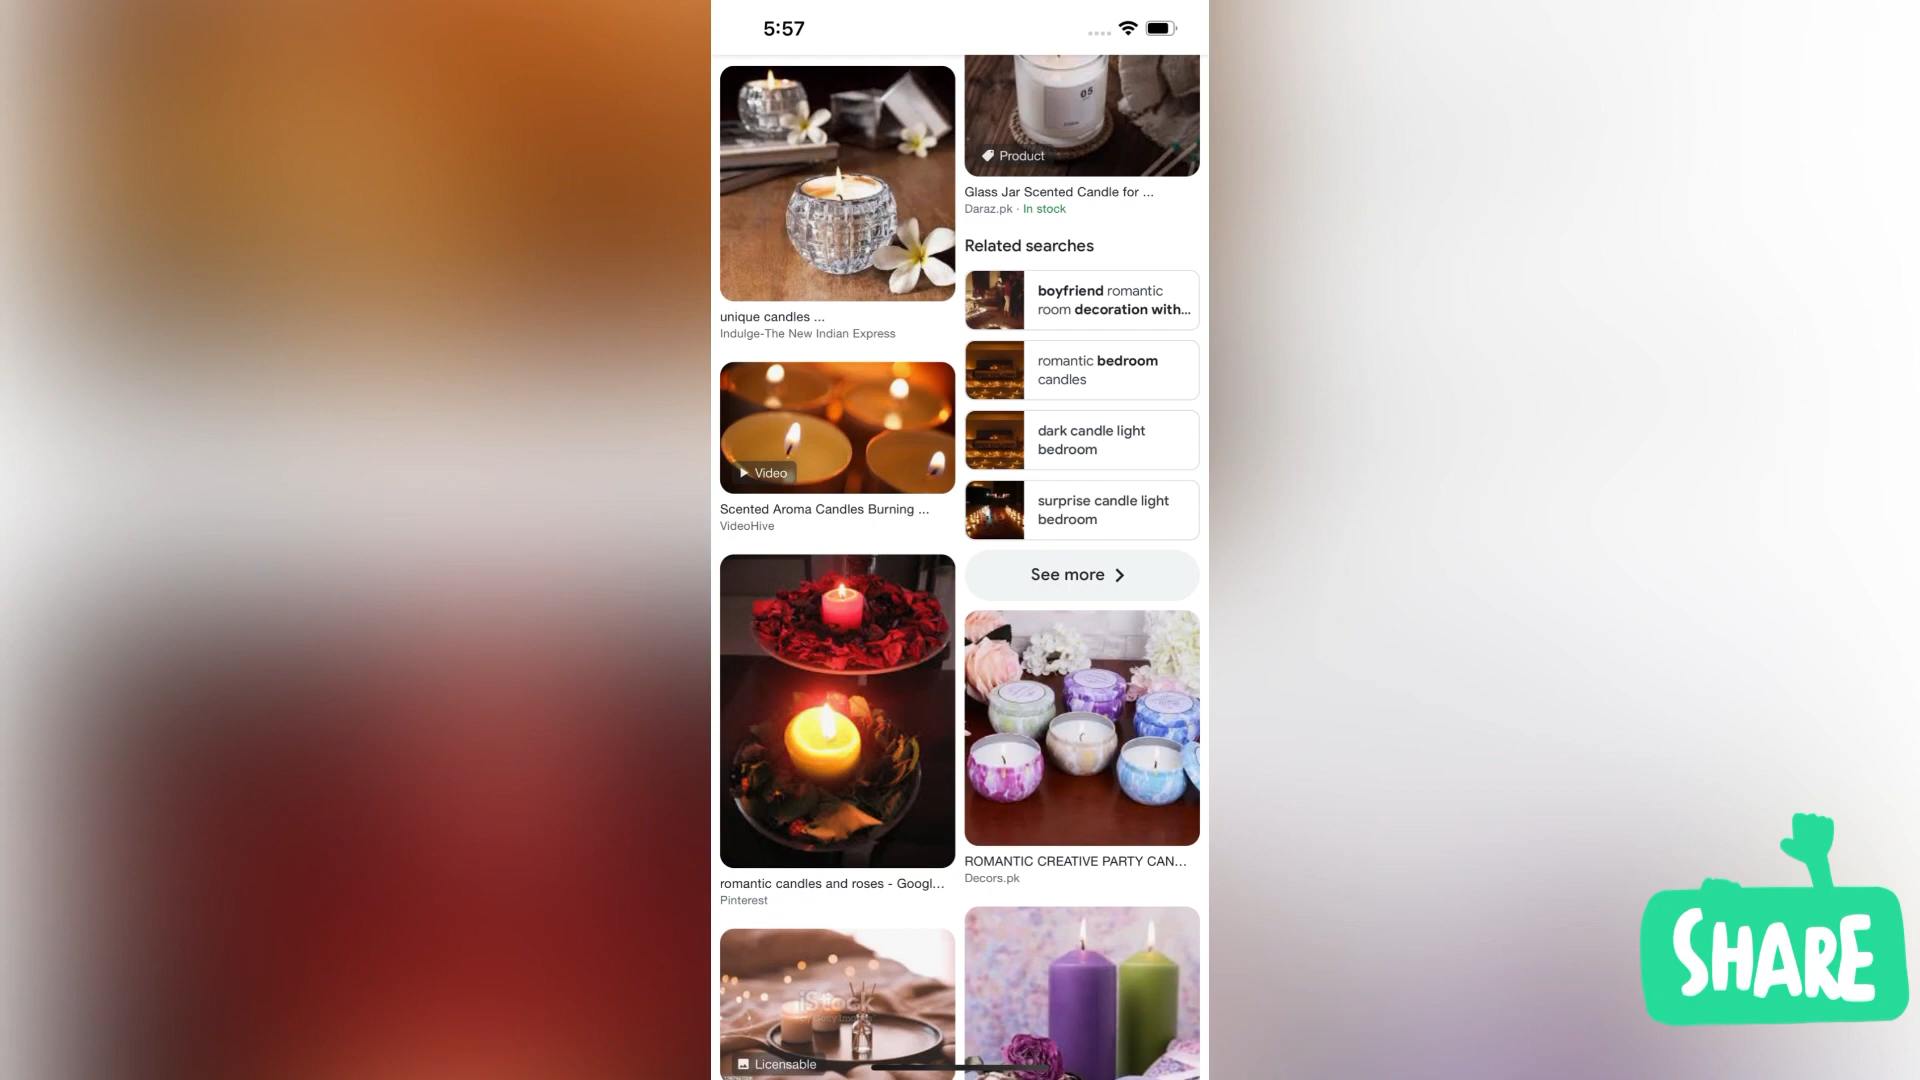 5:57
05
Product
Glass Jar Scented Candle for ...
Daraz.pk · In stock
unique candles ...
Indulge-The New Indian Express
Video
Scented Aroma Candles Burning ...
VideoHive
romantic candles and roses - Googl...
Pinterest
iStock
Licensable
Related searches
boyfriend romantic
room decoration with...
romantic bedroom
candles
dark candle light
bedroom
surprise candle light
bedroom
See more
ROMANTIC CREATIVE PARTY CAN...
Decors.pk
SHARE